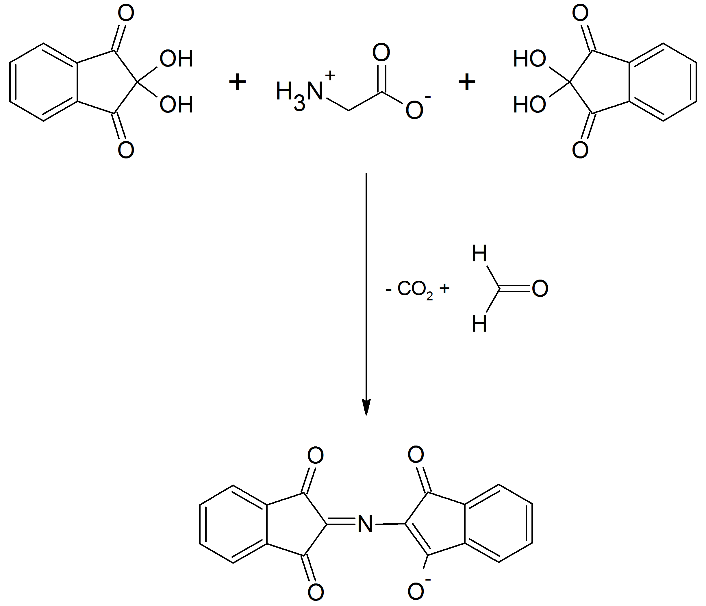 O O
OH O HO
+ H₃N⁺ +
OH O⁻ HO
O O
H
- CO₂ + O
H
O O
N
O O⁻